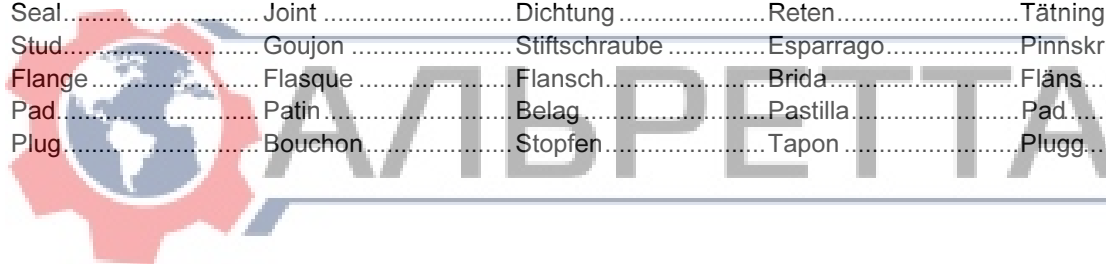 Seal............................Joint............................Dichtung............................Reten............................Tätning
Stud............................Goujon............................Stiftschraube............................Esparrago............................Pinnskr
Flange............................Flasque............................Flansch............................Brida............................Fläns...
Pad............................Patin............................Belag............................Pastilla............................Pad.....
Plug............................Bouchon............................Stopfen............................Tapon............................Plugg...
АЛЬРЕТТА